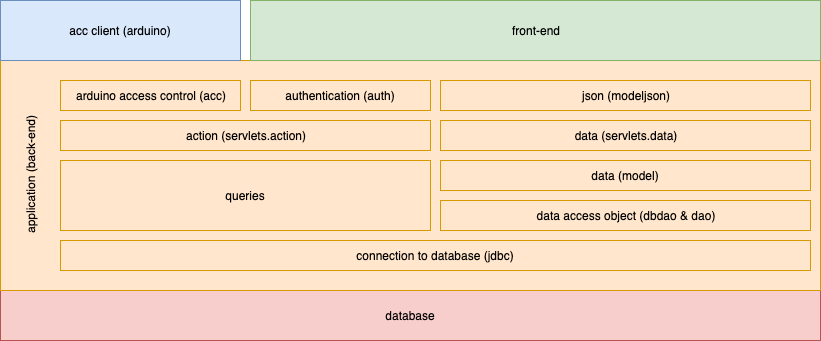 acc client (arduino)
front-end
application (back-end)
arduino access control (acc)
authentication (auth)
json (modeljson)
action (servlets.action)
data (servlets.data)
queries
data (model)
data access object (dbdao & dao)
connection to database (jdbc)
database